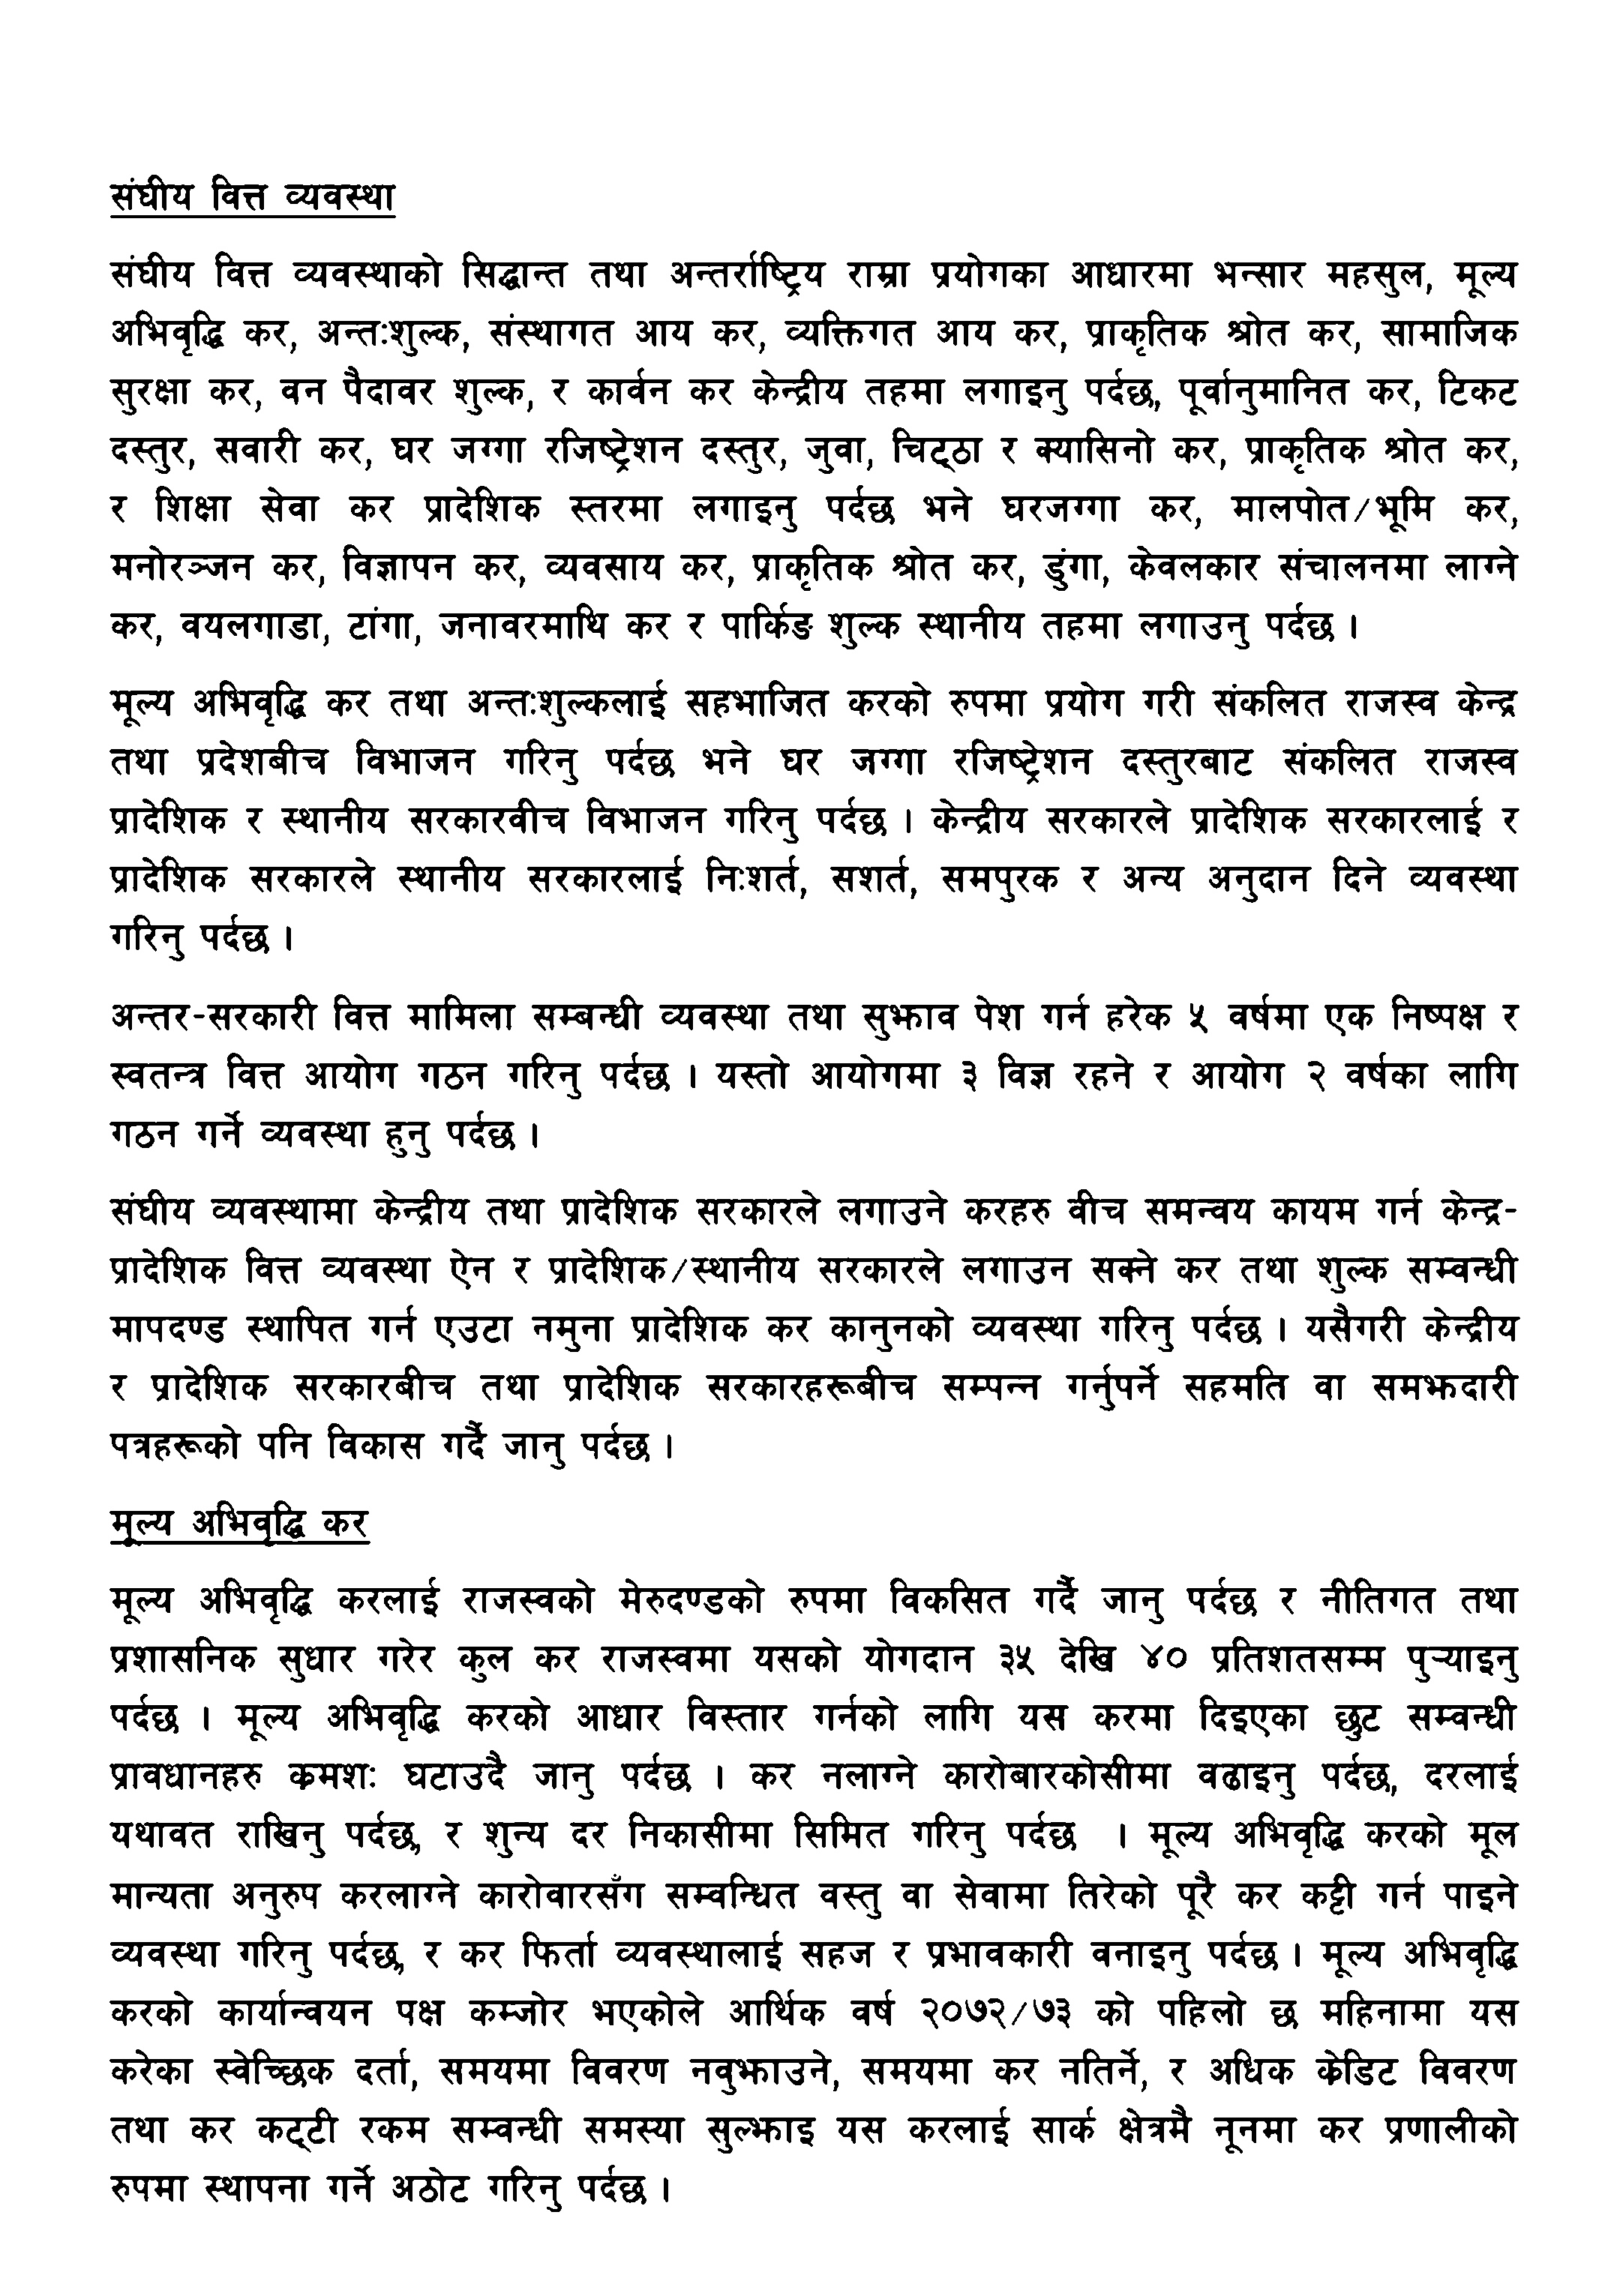 संघीय वित्त व्यवस्था
संघीय वित्त व्यवस्थाको सिद्धान्त तथा अन्तर्राष्ट्रिय राम्रा प्रयोगका आधारमा भन्सार महसुल, मूल्य
अभिवृद्धि कर, अन्तःशुल्क, संस्थागत आय कर, व्यक्तिगत आय कर, प्राकृतिक श्रोत कर, सामाजिक
सुरक्षा कर, वन पैदावर शुल्क, र कार्वन कर केन्द्रीय तहमा लगाइनु पर्दछ, पूर्वानुमानित कर, टिकट
दस्तुर, सवारी कर, घर जग्गा रजिष्ट्रेशन दस्तुर, जुवा, चिट्ठा र क्यासिनो कर, प्राकृतिक श्रोत कर,
र शिक्षा सेवा कर प्रादेशिक स्तरमा लगाइनु पर्दछ भने घरजग्गा कर, मालपोत/भूमि कर,
मनोरञ्जन कर, विज्ञापन कर, व्यवसाय कर, प्राकृतिक श्रोत कर, डुंगा, केवलकार संचालनमा लाग्ने
कर, वयलगाडा, टांगा, जनावरमाथि कर र पार्किङ शुल्क स्थानीय तहमा लगाउनु पर्दछ ।
मूल्य अभिवृद्धि कर तथा अन्तःशुल्कलाई सहभाजित करको रुपमा प्रयोग गरी संकलित राजस्व केन्द्र
तथा प्रदेशबीच विभाजन गरिनु पर्दछ भने घर जग्गा रजिष्ट्रेशन दस्तुरबाट संकलित राजस्व
प्रादेशिक र स्थानीय सरकारवीच विभाजन गरिनु पर्दछ । केन्द्रीय सरकारले प्रादेशिक सरकारलाई र
प्रादेशिक सरकारले स्थानीय सरकारलाई निःशर्त, सशर्त, समपुरक र अन्य अनुदान दिने व्यवस्था
गरिनु पर्दछ ।
अन्तर-सरकारी वित्त मामिला सम्बन्धी व्यवस्था तथा सुझाव पेश गर्न हरेक ५ वर्षमा एक निष्पक्ष र
स्वतन्त्र वित्त आयोग गठन गरिनु पर्दछ । यस्तो आयोगमा ३ विज्ञ रहने र आयोग २ वर्षका लागि
गठन गर्ने व्यवस्था हुनु पर्दछ ।
संघीय व्यवस्थामा केन्द्रीय तथा प्रादेशिक सरकारले लगाउने करहरु वीच समन्वय कायम गर्न केन्द्र-
प्रादेशिक वित्त व्यवस्था ऐन र प्रादेशिक/स्थानीय सरकारले लगाउन सक्ने कर तथा शुल्क सम्वन्धी
मापदण्ड स्थापित गर्न एउटा नमुना प्रादेशिक कर कानुनको व्यवस्था गरिनु पर्दछ । यसैगरी केन्द्रीय
र प्रादेशिक सरकारबीच तथा प्रादेशिक सरकारहरूबीच सम्पन्न गर्नुपर्ने सहमति वा समझदारी
पत्रहरूको पनि विकास गर्दै जानु पर्दछ ।
मूल्य अभिवृद्धि कर
मूल्य अभिवृद्धि करलाई राजस्वको मेरुदण्डको रुपमा विकसित गर्दै जानु पर्दछ र नीतिगत तथा
प्रशासनिक सुधार गरेर कुल कर राजस्वमा यसको योगदान ३५ देखि ४० प्रतिशतसम्म पुऱ्याइनु
पर्दछ । मूल्य अभिवृद्धि करको आधार विस्तार गर्नको लागि यस करमा दिइएका छुट सम्वन्धी
प्रावधानहरु क्रमशः घटाउदै जानु पर्दछ । कर नलाग्ने कारोबारकोसीमा वढाइनु पर्दछ, दरलाई
यथावत राखिनु पर्दछ, र शुन्य दर निकासीमा सिमित गरिनु पर्दछ । मूल्य अभिवृद्धि करको मूल
मान्यता अनुरुप करलाग्ने कारोवारसँग सम्वन्धित वस्तु वा सेवामा तिरेको पूरै कर कट्टी गर्न पाइने
व्यवस्था गरिनु पर्दछ, र कर फिर्ता व्यवस्थालाई सहज र प्रभावकारी वनाइनु पर्दछ । मूल्य अभिवृद्धि
करको कार्यान्वयन पक्ष कम्जोर भएकोले आर्थिक वर्ष २०७२/७३ को पहिलो छ महिनामा यस
करेका स्वेच्छिक दर्ता, समयमा विवरण नवुझाउने, समयमा कर नतिर्ने, र अधिक क्रेडिट विवरण
तथा कर कट्टी रकम सम्वन्धी समस्या सुल्झाइ यस करलाई सार्क क्षेत्रमै नूनमा कर प्रणालीको
रुपमा स्थापना गर्ने अठोट गरिनु पर्दछ ।